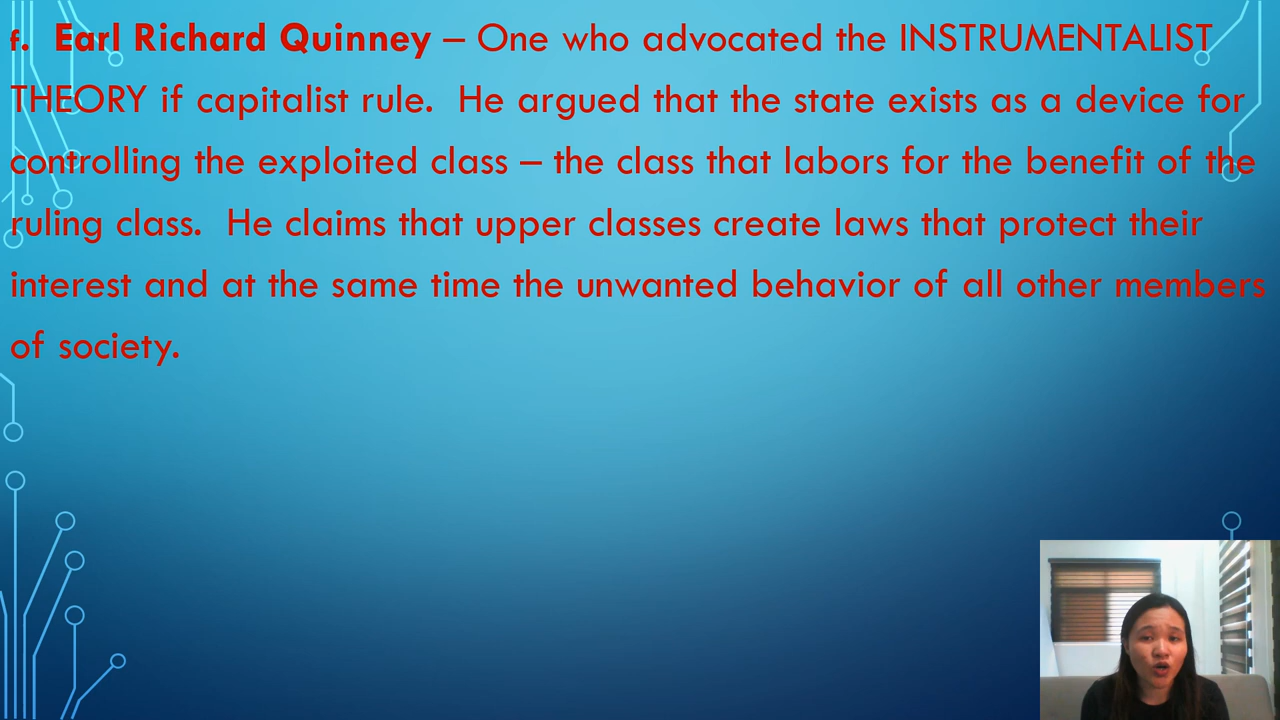 f. Earl Richard Quinney – One who advocated the INSTRUMENTALIST
THEORY if capitalist rule. He argued that the state exists as a device for
controlling the exploited class – the class that labors for the benefit of the
ruling class. He claims that upper classes create laws that protect their
interest and at the same time the unwanted behavior of all other members
of society.